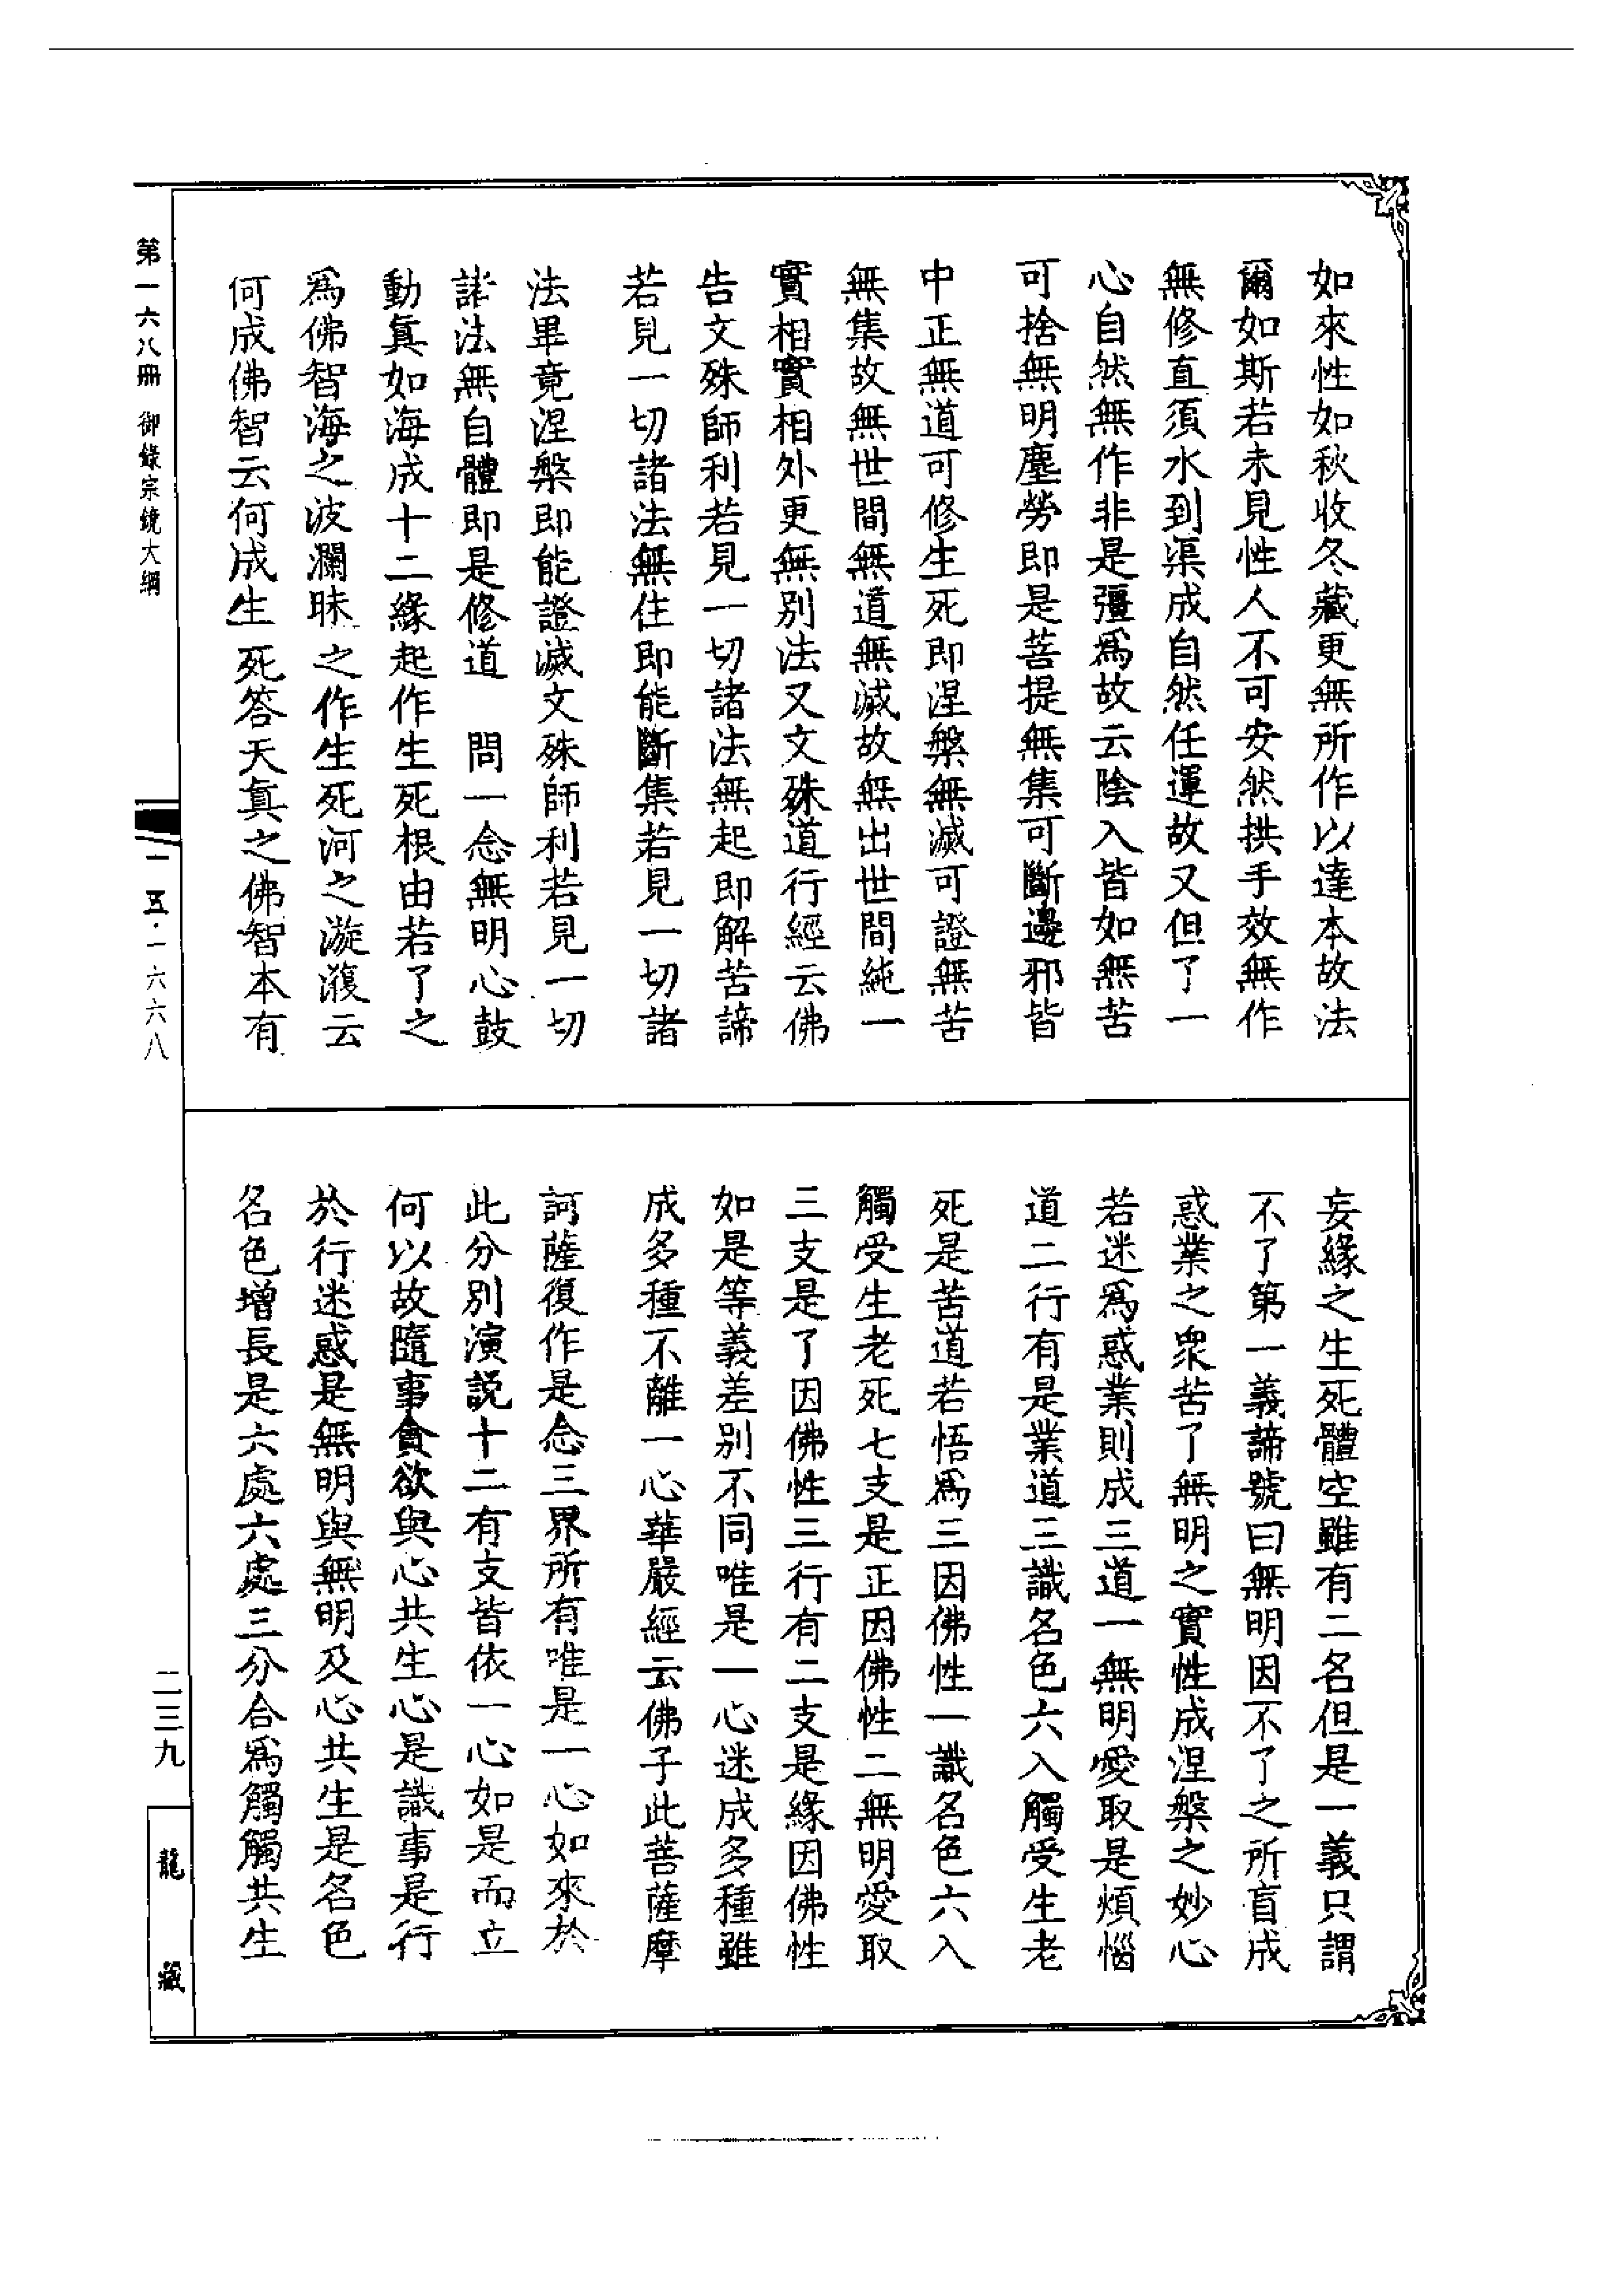 如來性如秋收冬藏更無所作以達本故法
爾如斯若未見性人不可安然拱手效無作
無修直須水到渠成自然任運故又但了一
心自然無作非是彊爲故云陰入皆如無苦
可捨無明塵勞即是菩提無集可斷邊邪皆
中正無道可修生死即涅槃無滅可證無苦
無集故無世間無道無滅故無出世間純一
實相實相外更無別法又文殊道行經云佛
告文殊師利若見一切諸法無起即解苦諦
若見一切諸法無住即能斷集若見一切諸
法畢竟涅槃即能證滅文殊師利若見一切
諸法無自體即是修道　問一念無明心鼓
動真如海成十二緣起作生死根由若了之
爲佛智海之波瀾昧之作生死河之漩澓云
何成佛智云何成生死答天真之佛智本有
妄緣之生死體空雖有二名但是一義只謂
不了第一義諦號曰無明因不了之所盲成
惑業之眾苦了無明之實性成涅槃之妙心
若迷爲惑業則成三道一無明愛取是煩惱
道二行有是業道三識名色六入觸受生老
死是苦道若悟爲三因佛性一識名色六入
觸受生老死七支是正因佛性二無明愛取
三支是了因佛性三行有二支是緣因佛性
如是等義差別不同唯是一心迷成多種雖
成多種不離一心華嚴經云佛子此菩薩摩
訶薩復作是念三界所有唯是一心如來於
此分別演說十二有支皆依一心如是而立
何以故隨事貪欲與心共生心是識事是行
於行迷惑是無明與無明及心共生是名色
名色增長是六處六處三分合爲觸觸共生
第一六八冊 御錄宗鏡大綱
一五·一六六八
二三九
龍藏